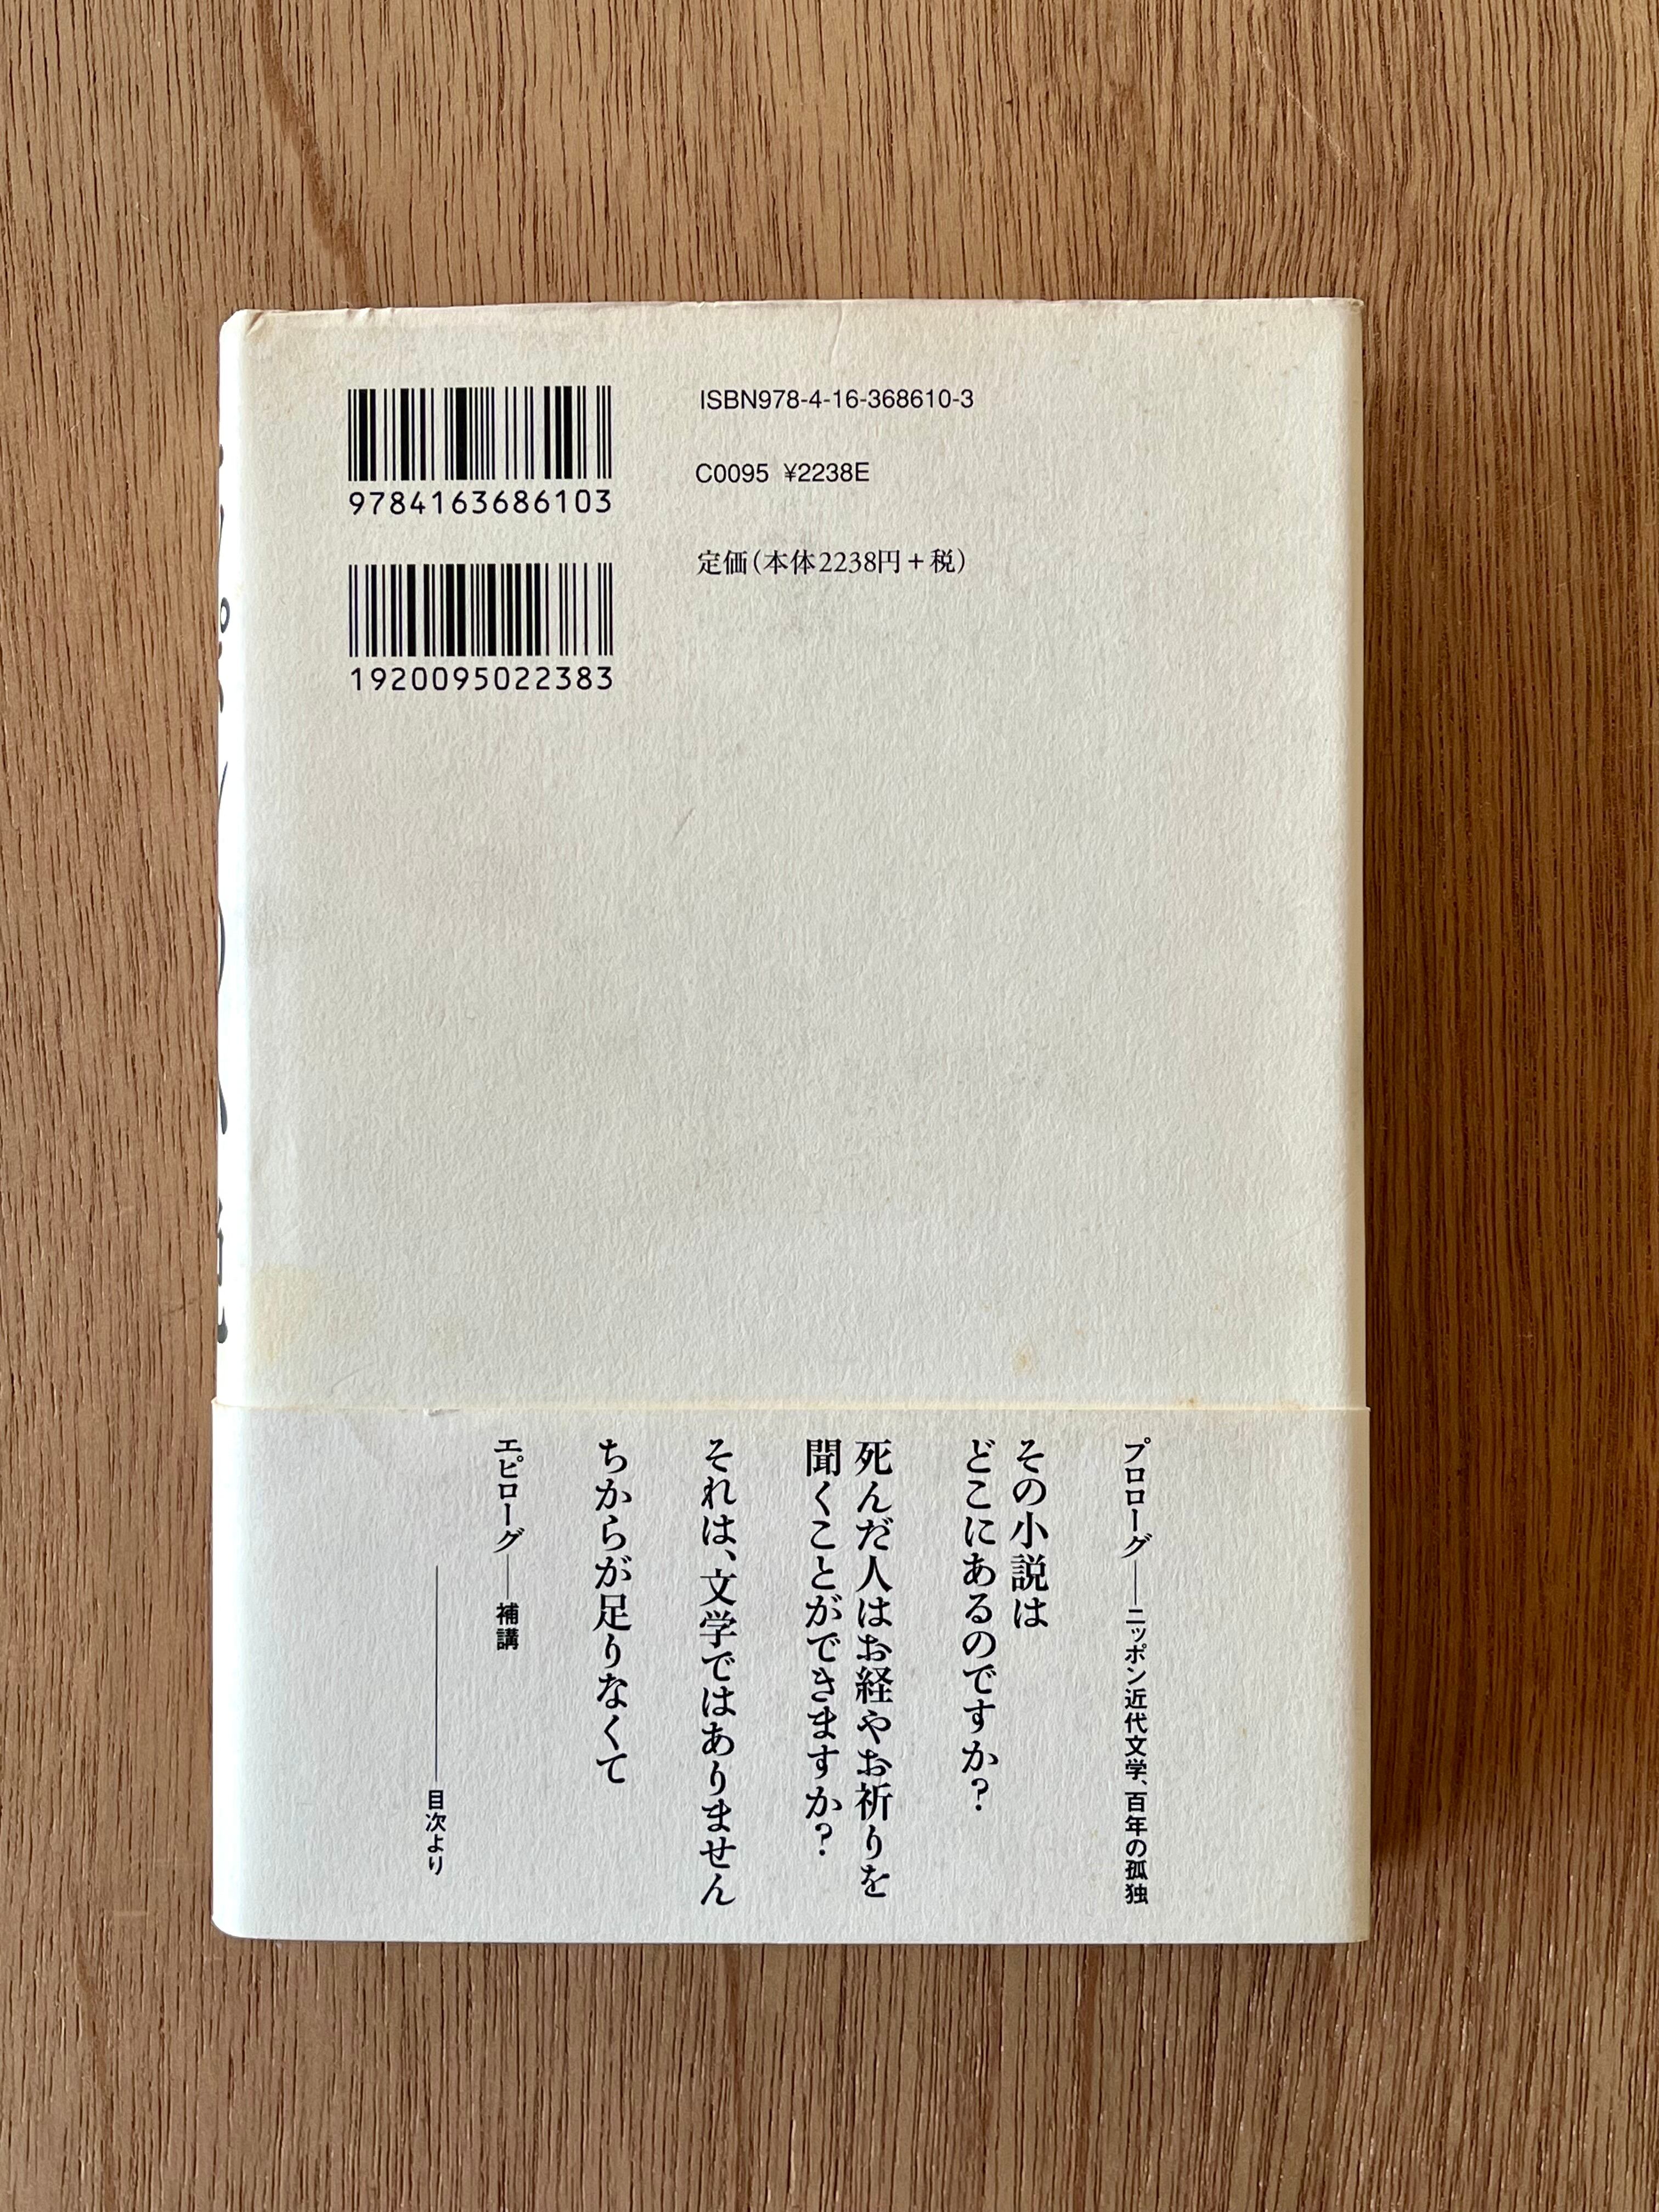 ISBN978-4-16-368610-3
C0095 ¥2238E
定価(本体2238円+税)
9784163686103
1920095022383
プロローグ──ニッポン近代文学、百年の孤独
その小説は
どこにあるのですか?
死んだ人はお経やお祈りを
聞くことができますか?
それは、文学ではありません
ちからが足りなくて
エピローグ──補講
────目次より